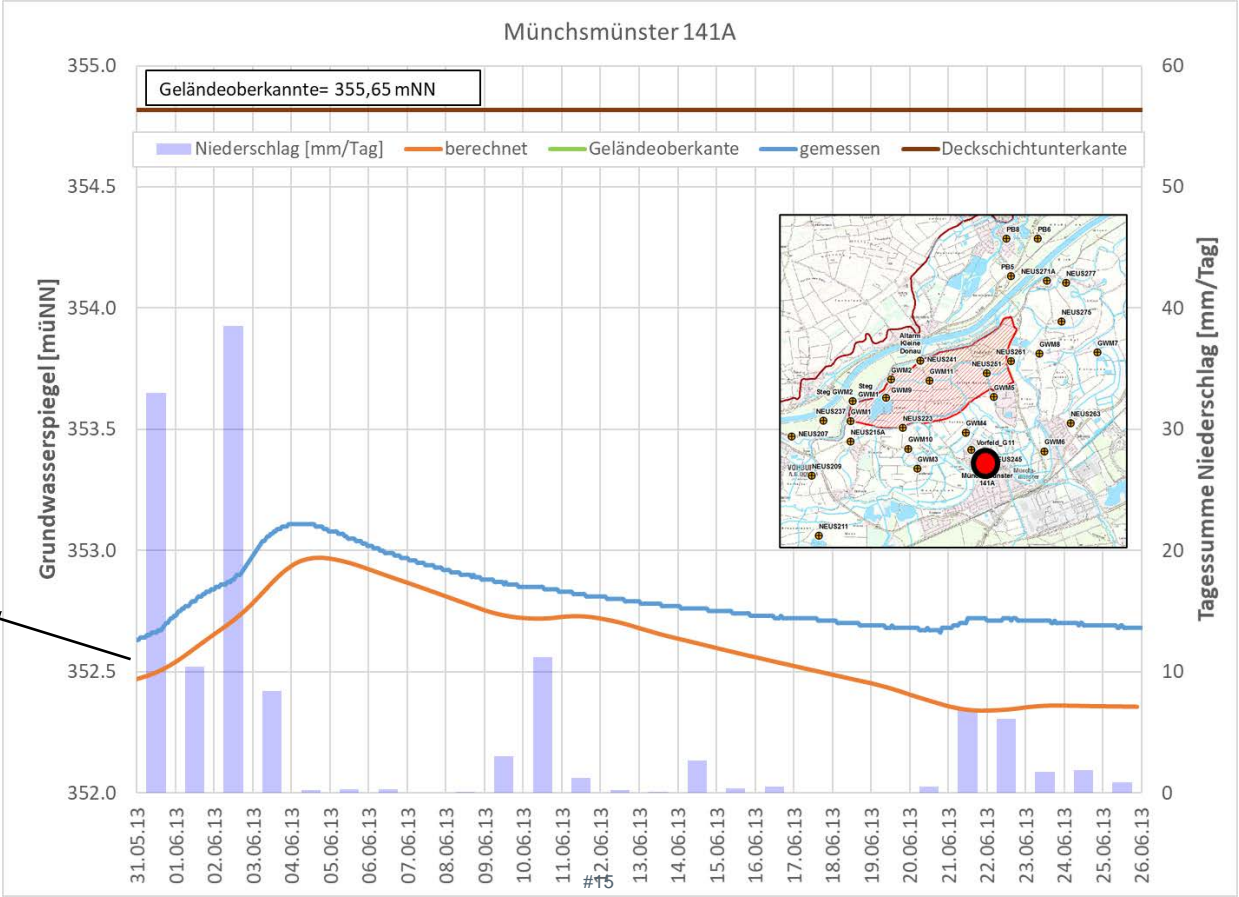 Münchsmünster 141A
Geländeoberkannte= 355,65 mNN
Niederschlag [mm/Tag] berechnet Geländeoberkante gemessen Deckschichtunterkante
Grundwasserspiegel [müNN]
355.0
354.5
354.0
353.5
353.0
352.5
352.0
Tagessumme Niederschlag [mm/Tag]
60
50
40
30
20
10
0
31.05.13
01.06.13
02.06.13
03.06.13
04.06.13
05.06.13
06.06.13
07.06.13
08.06.13
09.06.13
10.06.13
11.06.13
12.06.13
13.06.13
14.06.13
15.06.13
16.06.13
17.06.13
18.06.13
19.06.13
20.06.13
21.06.13
22.06.13
23.06.13
24.06.13
25.06.13
26.06.13
#15
PB8
PB6
PB5
NEUS271A
NEUS277
NEUS275
Altarm
Kleine
Donau
NEUS241
NEUS261
GWM8
GWM7
GWM2
GWM11
NEUS251
Steg
Steg GWM2
GWM1
GWM9
GWM5
NEUS237
GWM1
NEUS223
NEUS263
NEUS207
NEUS215A
GWM4
GWM10
Vorfeld_G11
GWM6
GWM3
NEUS209
141A
NEUS211